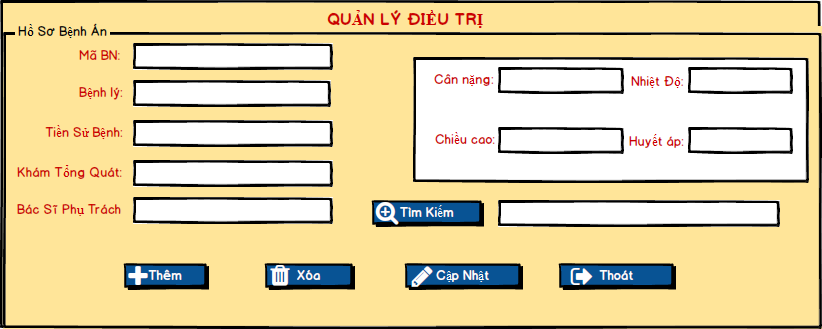 QUẢN LÝ ĐIỀU TRỊ
Hồ Sơ Bệnh Án
Mã BN:
Bệnh lý:
Tiền Sử Bệnh:
Khám Tổng Quát:
Bác Sĩ Phụ Trách
Cân nặng:
Nhiệt Độ:
Chiều cao:
Huyết áp:
Tìm Kiếm
Thêm
Xóa
Cập Nhật
Thoát